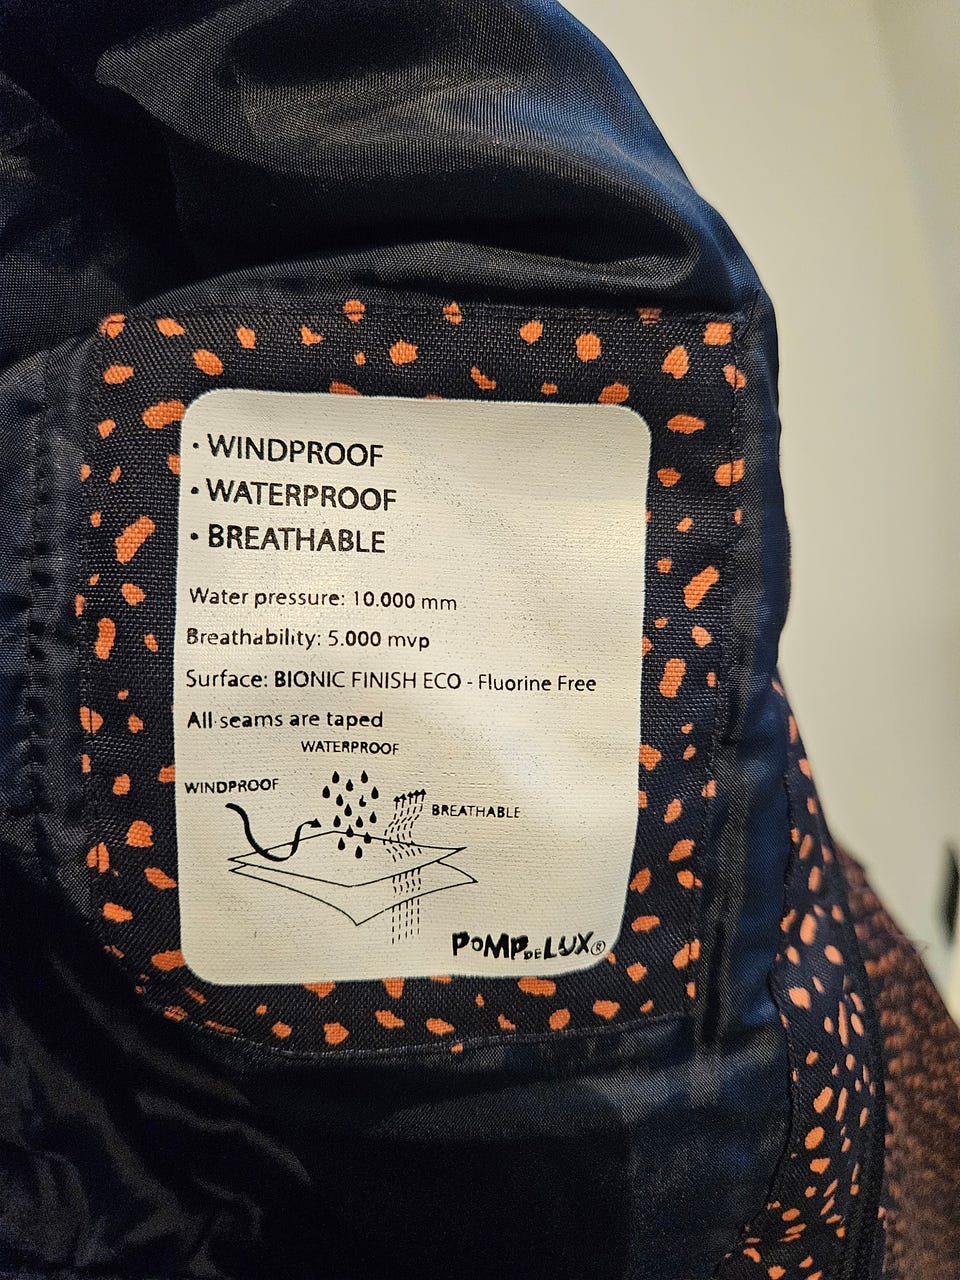 • WINDPROOF
• WATERPROOF
• BREATHABLE
Water pressure: 10.000 mm
Breathability: 5.000 mvp
Surface: BIONIC FINISH ECO - Fluorine Free
All seams are taped
WATERPROOF
WINDPROOF
BREATHABLE
POMPDELUX®